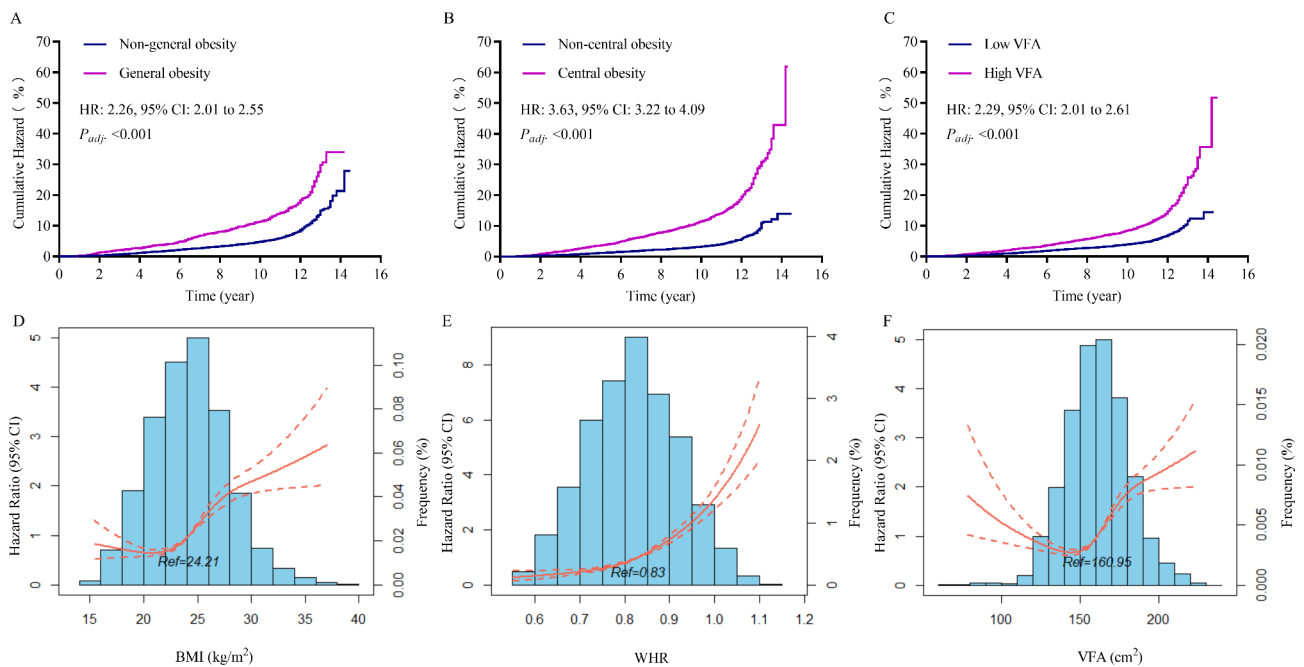 A
Non-general obesity
General obesity
HR: 2.26, 95% CI: 2.01 to 2.55
Padj. <0.001
Cumulative Hazard ( %)
70
60
50
40
30
20
10
0
0 2 4 6 8 10 12 14 16
Time (year)
B
Non-central obesity
Central obesity
HR: 3.63, 95% CI: 3.22 to 4.09
Padj. <0.001
Cumulative Hazard ( %)
70
60
50
40
30
20
10
0
0 2 4 6 8 10 12 14 16
Time (year)
C
Low VFA
High VFA
HR: 2.29, 95% CI: 2.01 to 2.61
Padj. <0.001
Cumulative Hazard ( %)
70
60
50
40
30
20
10
0
0 2 4 6 8 10 12 14 16
Time (year)
D
Hazard Ratio (95% CI)
5
4
3
2
1
0
Ref=24.21
0.10
0.08
0.06
0.04
0.02
0.00
Frequency (%)
15 20 25 30 35 40
BMI (kg/m²)
E
Hazard Ratio (95% CI)
8
6
4
2
0
Ref=0.83
4
3
2
1
0
Frequency (%)
0.6 0.7 0.8 0.9 1.0 1.1 1.2
WHR
F
Hazard Ratio (95% CI)
5
4
3
2
1
0
Ref=160.95
0.020
0.015
0.010
0.005
0.000
Frequency (%)
100 150 200
VFA (cm²)